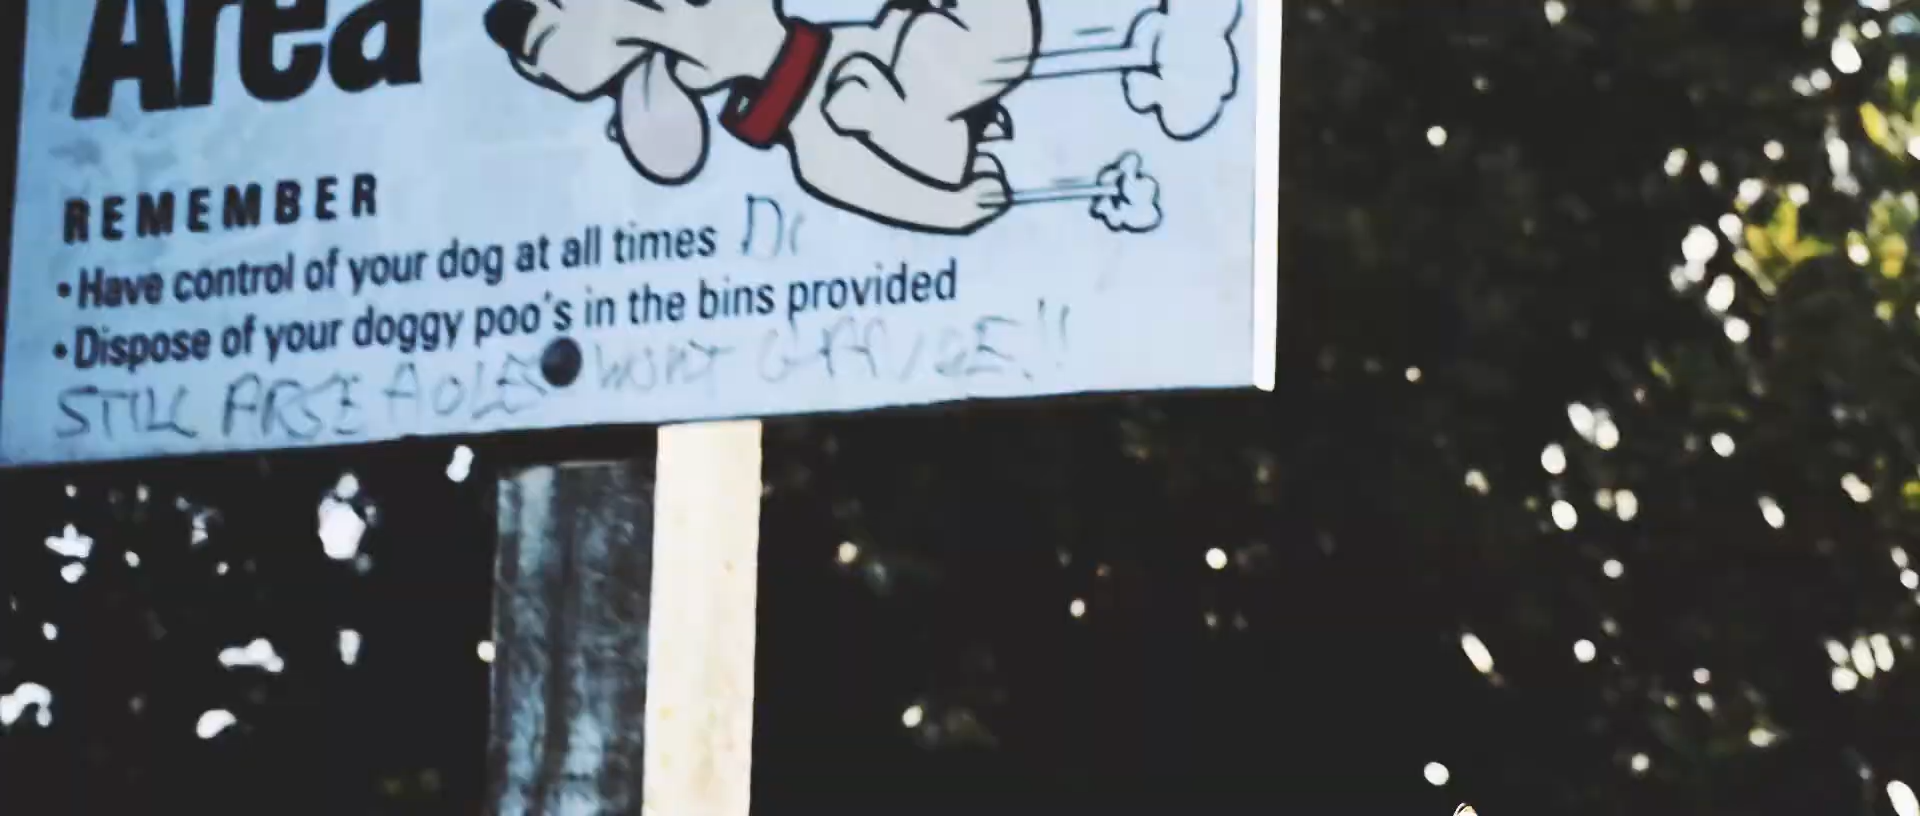 Area
REMEMBER
• Have control of your dog at all times
• Dispose of your doggy poo's in the bins provided
STILL ARSE HOLES WONT